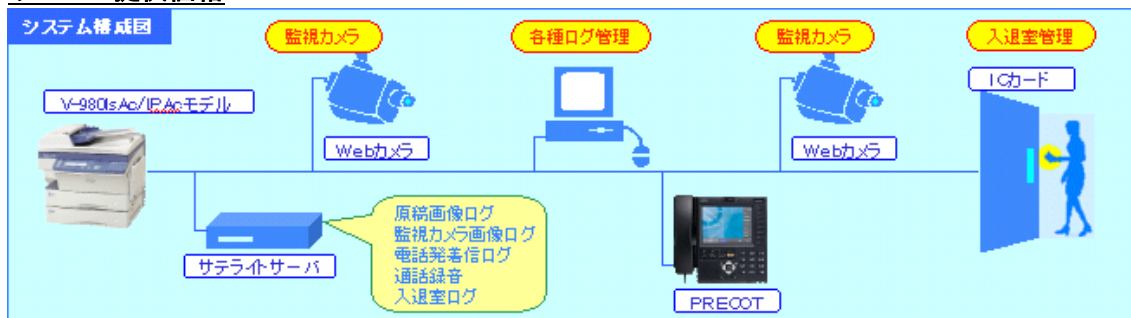 システム構成図
監視カメラ
各種ログ管理
監視カメラ
入退室管理
V-980IsAc/IPAcモデル
ICカード
Webカメラ
Webカメラ
原稿画像ログ
監視カメラ画像ログ
電話発着信ログ
通話録音
入退室ログ
サテライトサーバ
PRECOT